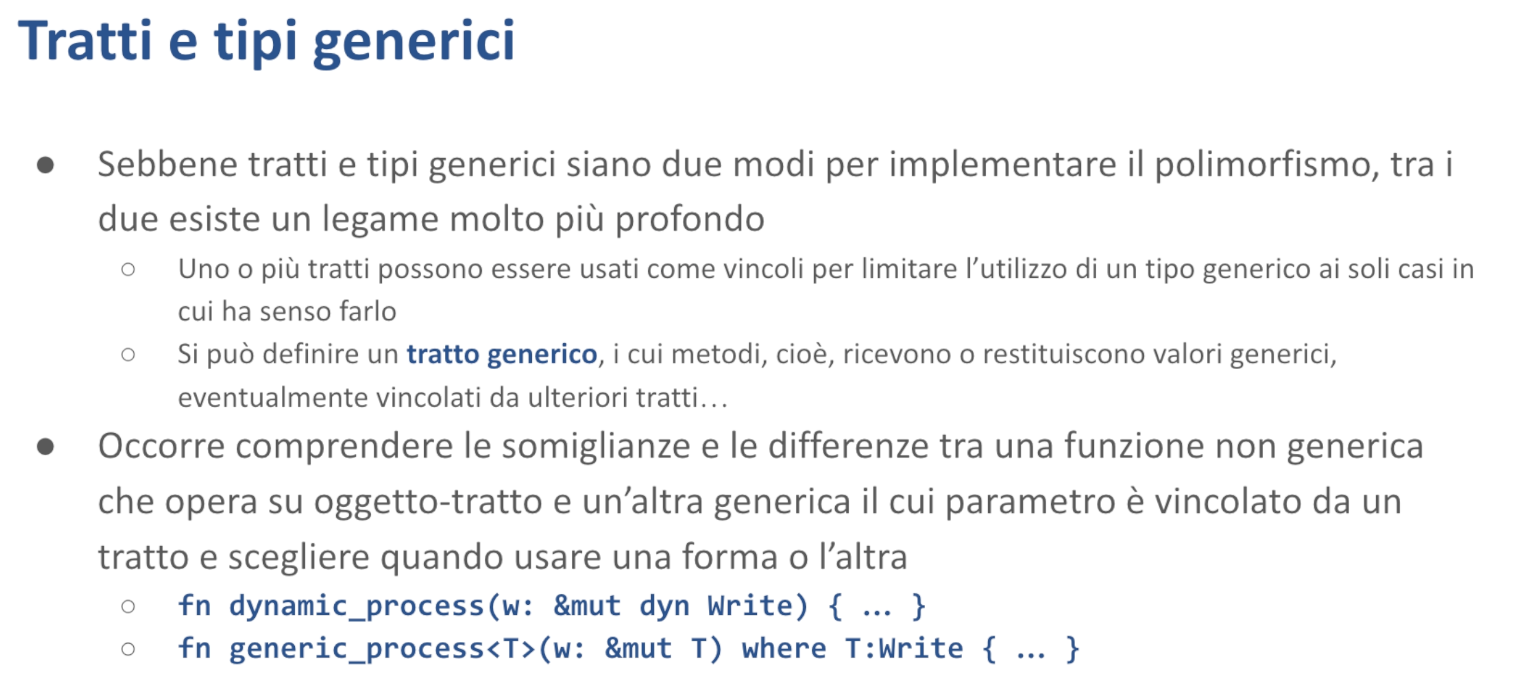 Tratti e tipi generici
● Sebbene tratti e tipi generici siano due modi per implementare il polimorfismo, tra i
due esiste un legame molto più profondo
○ Uno o più tratti possono essere usati come vincoli per limitare l’utilizzo di un tipo generico ai soli casi in
cui ha senso farlo
○ Si può definire un tratto generico, i cui metodi, cioè, ricevono o restituiscono valori generici,
eventualmente vincolati da ulteriori tratti…
● Occorre comprendere le somiglianze e le differenze tra una funzione non generica
che opera su oggetto-tratto e un’altra generica il cui parametro è vincolato da un
tratto e scegliere quando usare una forma o l’altra
○ fn dynamic_process(w: &mut dyn Write) { … }
○ fn generic_process<T>(w: &mut T) where T:Write { … }